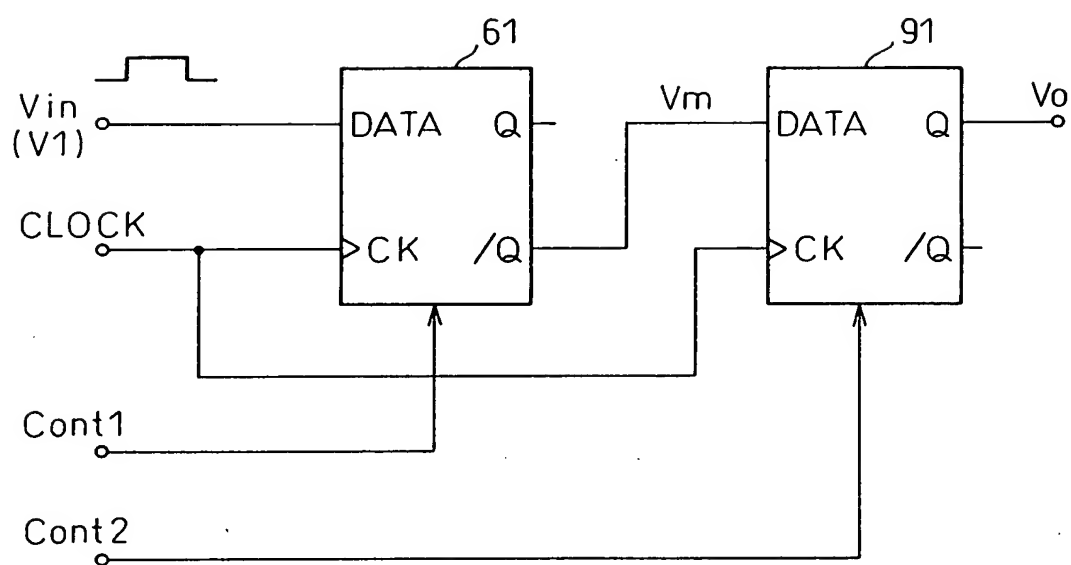 61
91
Vin
(V1)
DATA
Q
Vm
DATA
Q
Vo
CLOCK
CK
/Q
CK
/Q
Cont1
Cont2